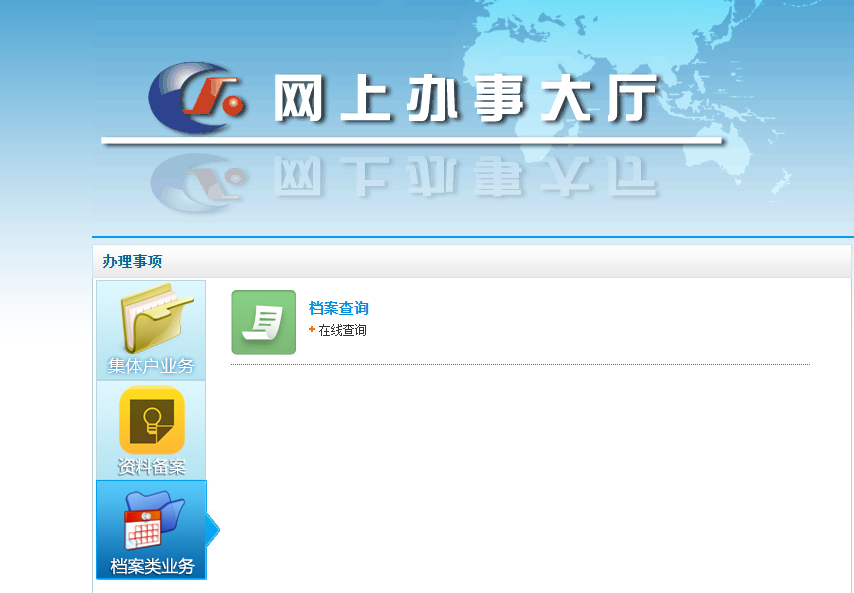 网上办事大厅
办理事项
集体户业务
资料备案
档案类业务
档案查询
在线查询